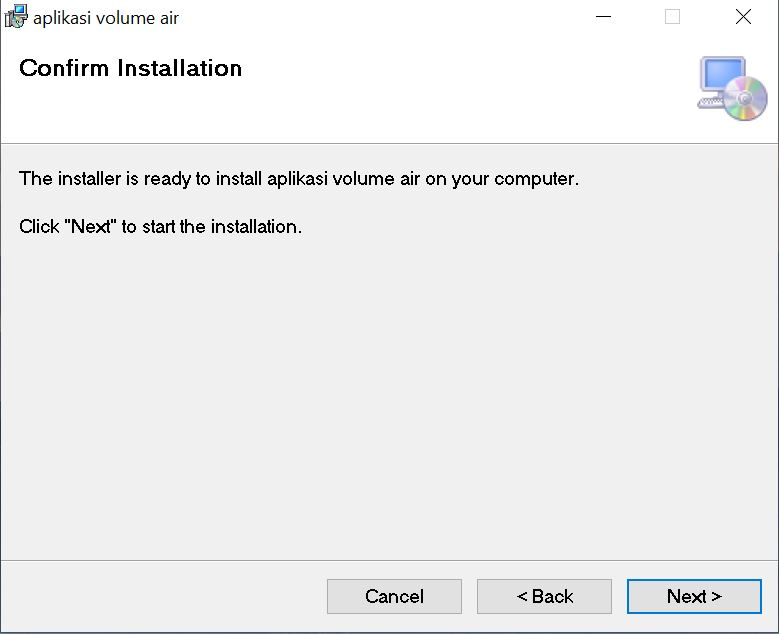 aplikasi volume air
Confirm Installation
The installer is ready to install aplikasi volume air on your computer.
Click "Next" to start the installation.
Cancel
< Back
Next >